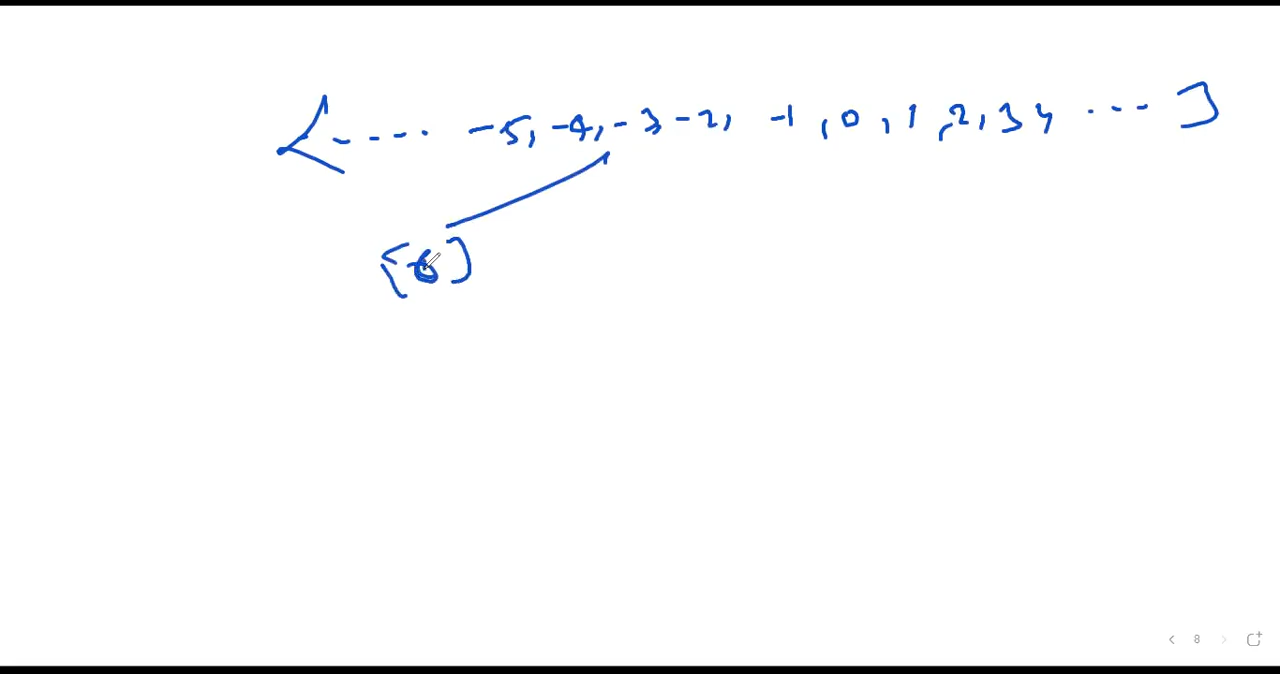 { ---- -5, -4, -3 -2, -1, 0, 1, 2, 3 4 --- }
8